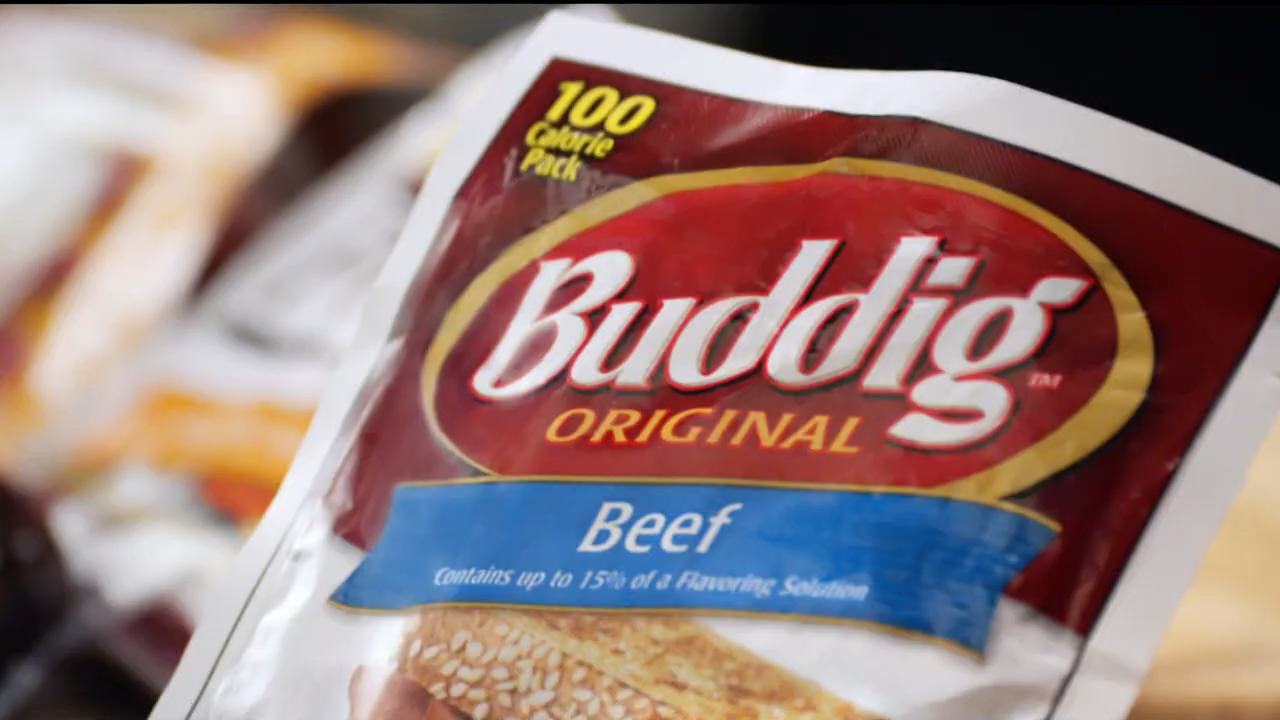 100
Calorie
Pack
Buddig
™
ORIGINAL
Beef
Contains up to 15% of a Flavoring Solution